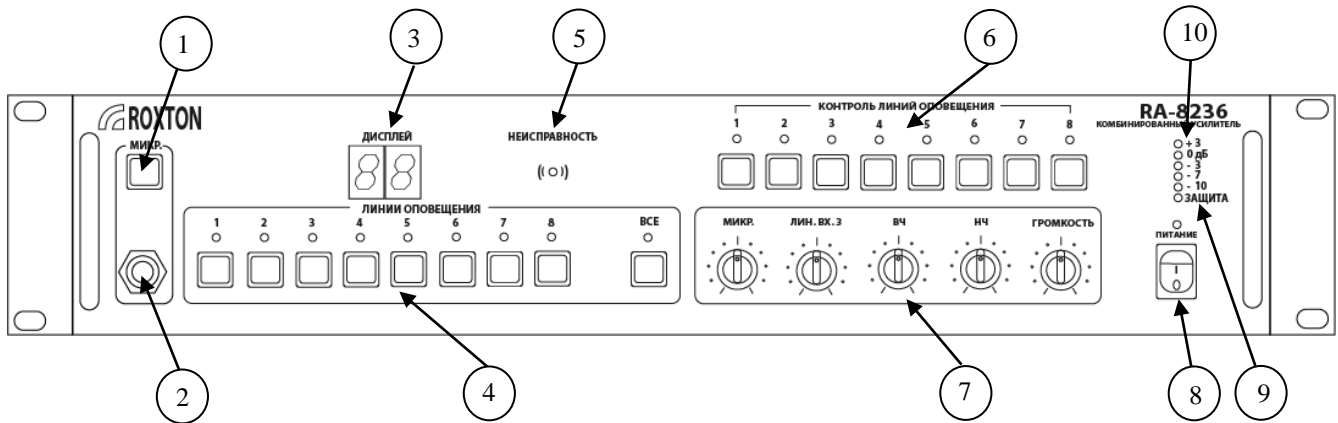 1
3
5
6
10
ROXTON
МИКР.
ДИСПЛЕЙ
НЕИСПРАВНОСТЬ
КОНТРОЛЬ ЛИНИЙ ОПОВЕЩЕНИЯ
1 2 3 4 5 6 7 8
RA-8236
КОМБИНИРОВАННЫЙ УСИЛИТЕЛЬ
+ 3
0 дБ
- 3
- 7
- 10
ЗАЩИТА
ПИТАНИЕ
I
0
8 8
ЛИНИИ ОПОВЕЩЕНИЯ
1 2 3 4 5 6 7 8 ВСЕ
МИКР. ЛИН. ВХ. 3 ВЧ НЧ ГРОМКОСТЬ
2
4
7
8
9